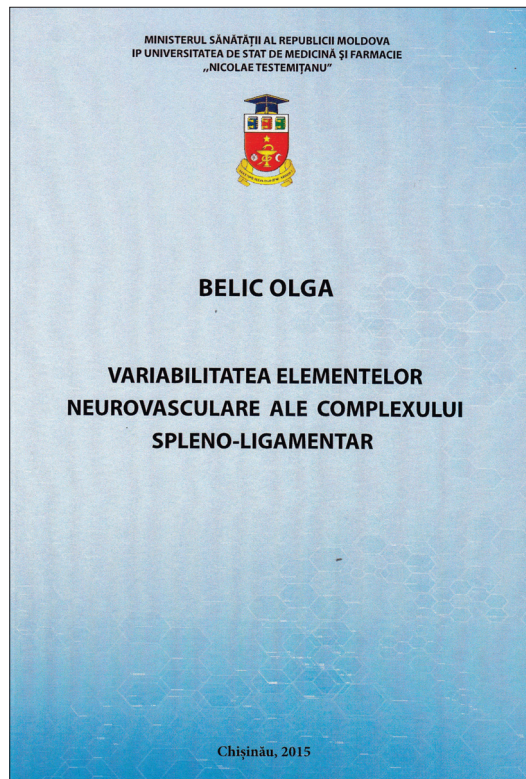 MINISTERUL SĂNĂTĂȚII AL REPUBLICII MOLDOVA
IP UNIVERSITATEA DE STAT DE MEDICINĂ ŞI FARMACIE
„NICOLAE TESTEMIȚANU”
BELIC OLGA
VARIABILITATEA ELEMENTELOR
NEUROVASCULARE ALE COMPLEXULUI
SPLENO-LIGAMENTAR
Chișinău, 2015